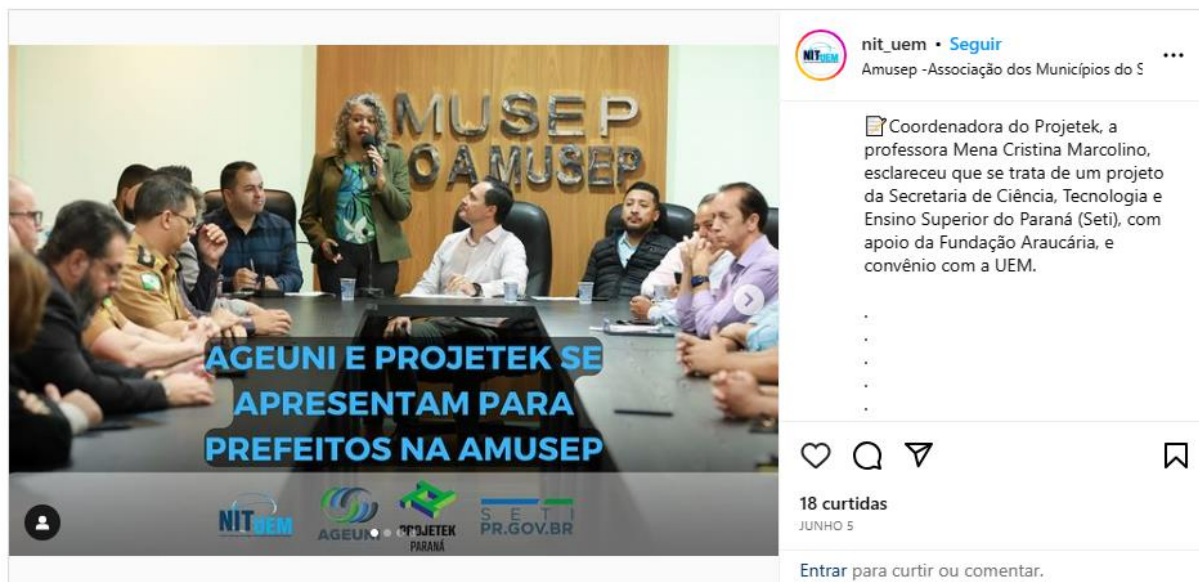 AMUSEP
DO AMUSEP
AGEUNI E PROJETEK SE
APRESENTAM PARA
PREFEITOS NA AMUSEP
NIT UEM
AGEUNI
PROJETEK
PARANÁ
SETI
PR.GOV.BR
NIT UEM
nit_uem • Seguir
Amusep -Associação dos Municípios do S
Coordenadora do Projetek, a
professora Mena Cristina Marcolino,
esclareceu que se trata de um projeto
da Secretaria de Ciência, Tecnologia e
Ensino Superior do Paraná (Seti), com
apoio da Fundação Araucária, e
convênio com a UEM.
.
.
.
.
.
18 curtidas
JUNHO 5
Entrar para curtir ou comentar.